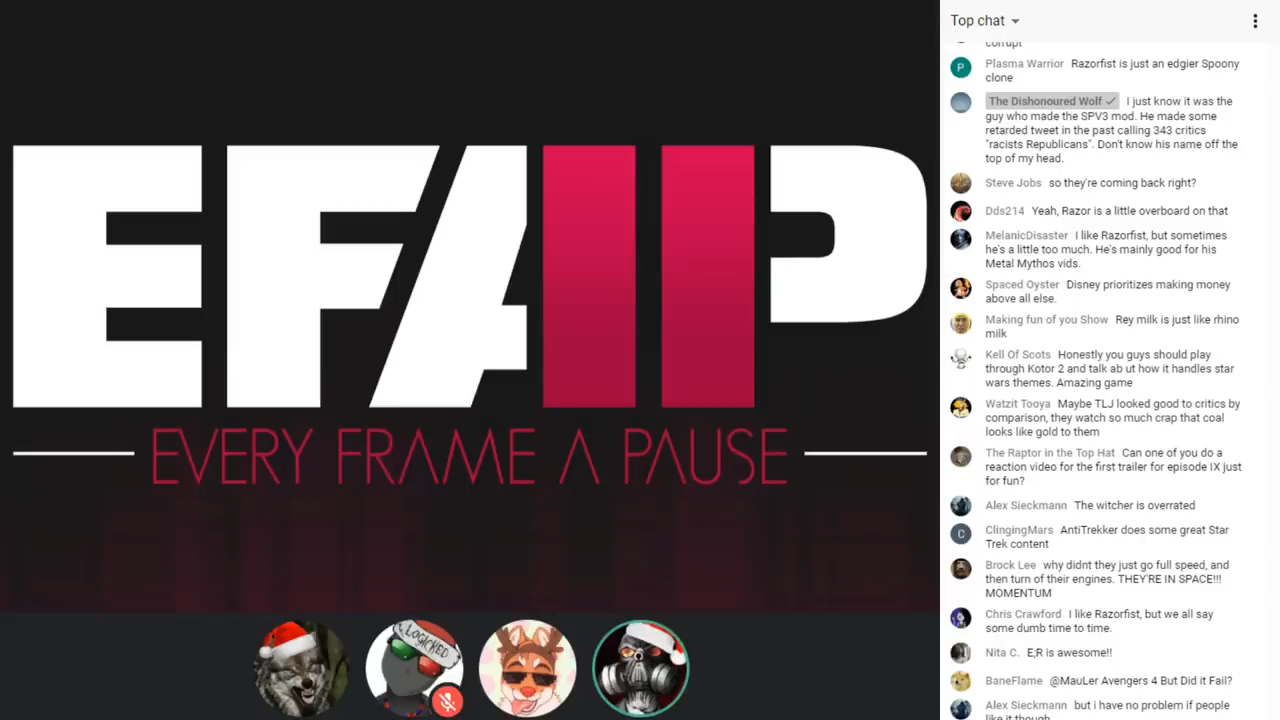 EFAP
EVERY FRAME A PAUSE
LOGICKED
Top chat
corrupt
P
Plasma Warrior Razorfist is just an edgier Spoony
clone
The Dishonoured Wolf I just know it was the
guy who made the SPV3 mod. He made some
retarded tweet in the past calling 343 critics
"racists Republicans". Don't know his name off the
top of my head.
Steve Jobs so they're coming back right?
Dds214 Yeah, Razor is a little overboard on that
MelanicDisaster I like Razorfist, but sometimes
he's a little too much. He's mainly good for his
Metal Mythos vids.
Spaced Oyster Disney prioritizes making money
above all else.
Making fun of you Show Rey milk is just like rhino
milk
Kell Of Scots Honestly you guys should play
through Kotor 2 and talk ab ut how it handles star
wars themes. Amazing game
Watzit Tooya Maybe TLJ looked good to critics by
comparison, they watch so much crap that coal
looks like gold to them
The Raptor in the Top Hat Can one of you do a
reaction video for the first trailer for episode IX just
for fun?
Alex Sieckmann The witcher is overrated
C
ClingingMars AntiTrekker does some great Star
Trek content
Brock Lee why didnt they just go full speed, and
then turn of their engines. THEY'RE IN SPACE!!!
MOMENTUM
Chris Crawford I like Razorfist, but we all say
some dumb time to time.
Nita C. E;R is awesome!!
BaneFlame @MauLer Avengers 4 But Did it Fail?
Alex Sieckmann but i have no problem if people
like it though